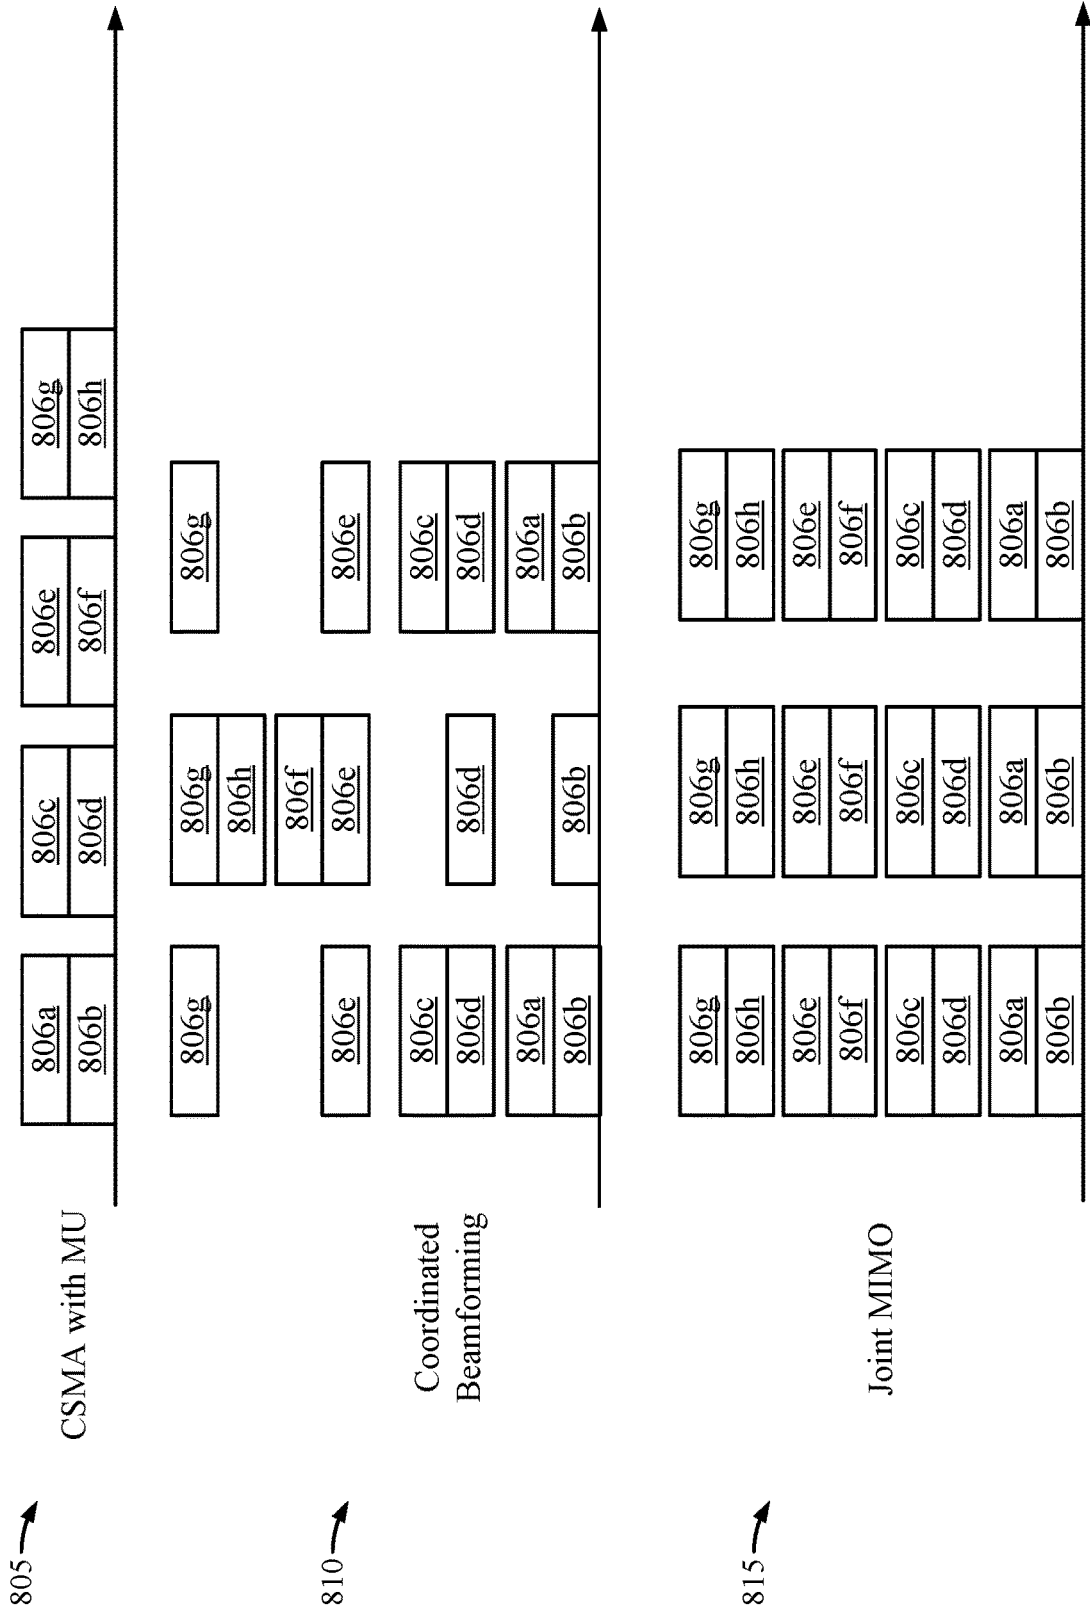 805
CSMA with MU
806a 806c 806e 806g
806b 806d 806f 806h
810
Coordinated
Beamforming
806g 806g 806g
806h
806f
806e 806e 806e
806c 806c
806d 806d 806d
806a 806a
806b 806b 806b
815
Joint MIMO
806g 806g 806g
806h 806h 806h
806e 806e 806e
806f 806f 806f
806c 806c 806c
806d 806d 806d
806a 806a 806a
806b 806b 806b